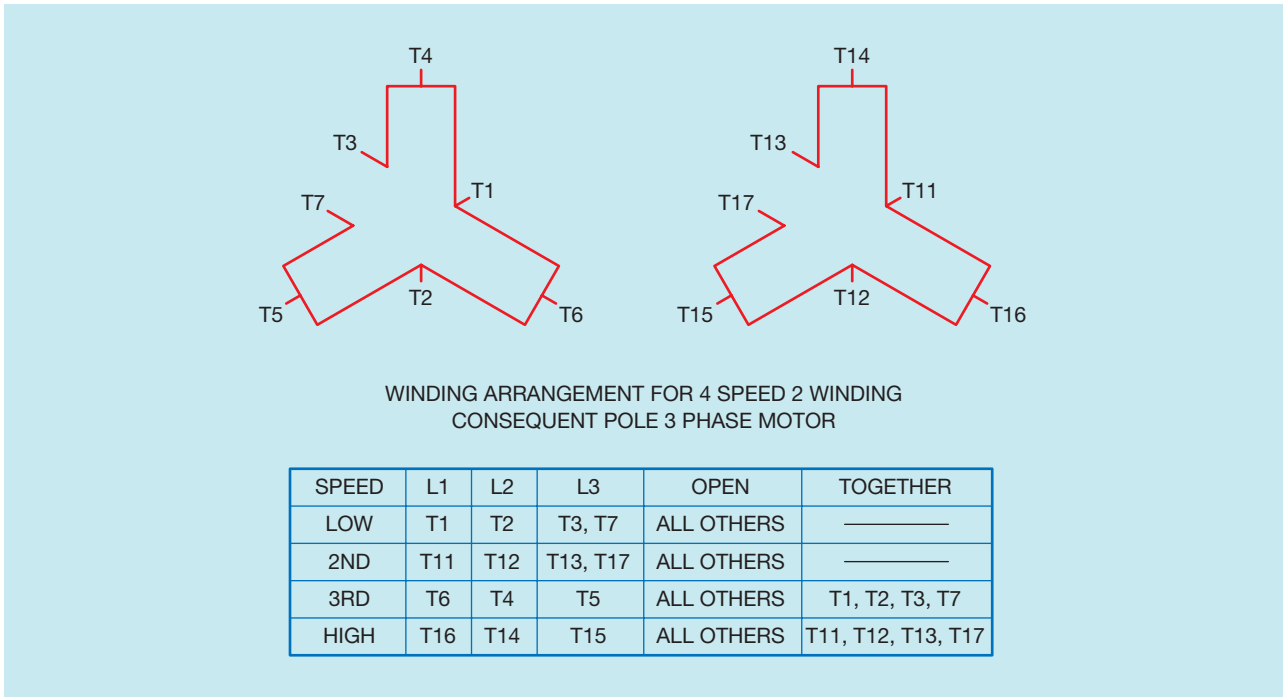 T4
T14
T3
T13
T7
T1
T17
T11
T5
T2
T6
T15
T12
T16
WINDING ARRANGEMENT FOR 4 SPEED 2 WINDING
CONSEQUENT POLE 3 PHASE MOTOR
SPEED L1 L2 L3 OPEN TOGETHER
LOW T1 T2 T3, T7 ALL OTHERS
2ND T11 T12 T13, T17 ALL OTHERS
3RD T6 T4 T5 ALL OTHERS T1, T2, T3, T7
HIGH T16 T14 T15 ALL OTHERS T11, T12, T13, T17